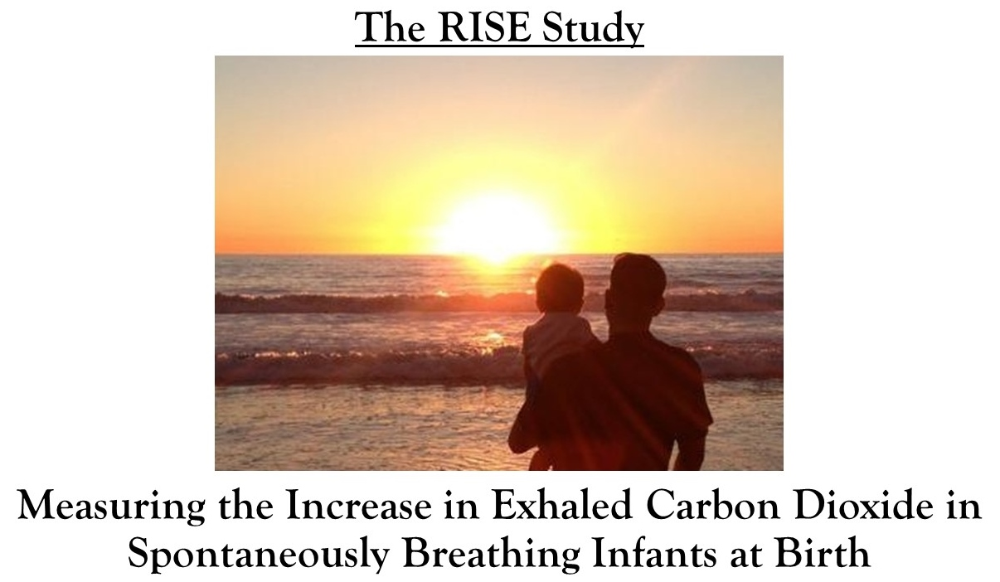 The RISE Study
Measuring the Increase in Exhaled Carbon Dioxide in
Spontaneously Breathing Infants at Birth